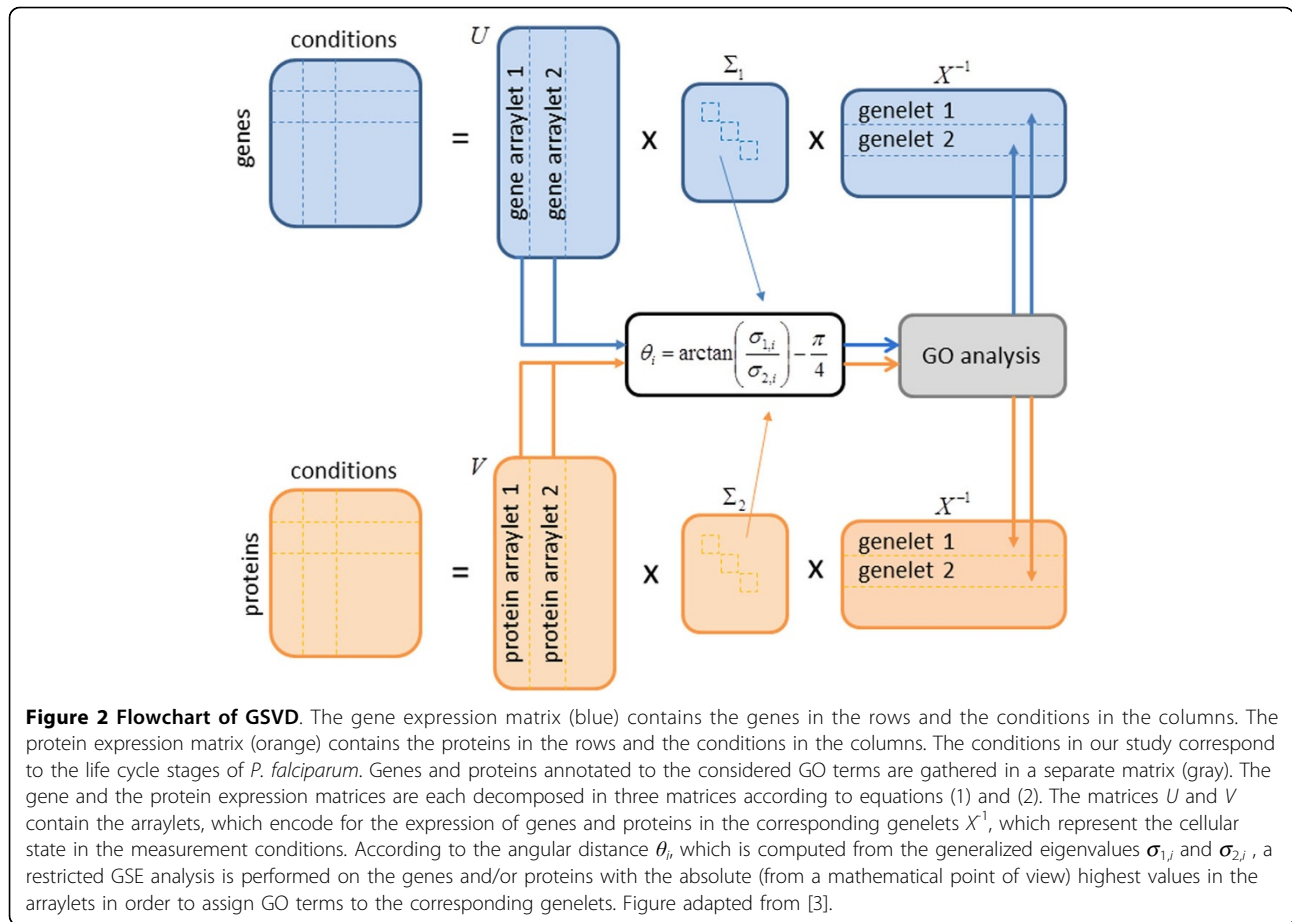 conditions
genes
=
U
gene arraylet 1
gene arraylet 2
x
Σ₁
x
X⁻¹
genelet 1
genelet 2
θᵢ = arctan(σ₁,ᵢ / σ₂,ᵢ) − π/4
GO analysis
conditions
proteins
=
V
protein arraylet 1
protein arraylet 2
x
Σ₂
x
X⁻¹
genelet 1
genelet 2
Figure 2 Flowchart of GSVD. The gene expression matrix (blue) contains the genes in the rows and the conditions in the columns. The
protein expression matrix (orange) contains the proteins in the rows and the conditions in the columns. The conditions in our study correspond
to the life cycle stages of P. falciparum. Genes and proteins annotated to the considered GO terms are gathered in a separate matrix (gray). The
gene and the protein expression matrices are each decomposed in three matrices according to equations (1) and (2). The matrices U and V
contain the arraylets, which encode for the expression of genes and proteins in the corresponding genelets X⁻¹, which represent the cellular
state in the measurement conditions. According to the angular distance θᵢ, which is computed from the generalized eigenvalues σ₁,ᵢ and σ₂,ᵢ , a
restricted GSE analysis is performed on the genes and/or proteins with the absolute (from a mathematical point of view) highest values in the
arraylets in order to assign GO terms to the corresponding genelets. Figure adapted from [3].